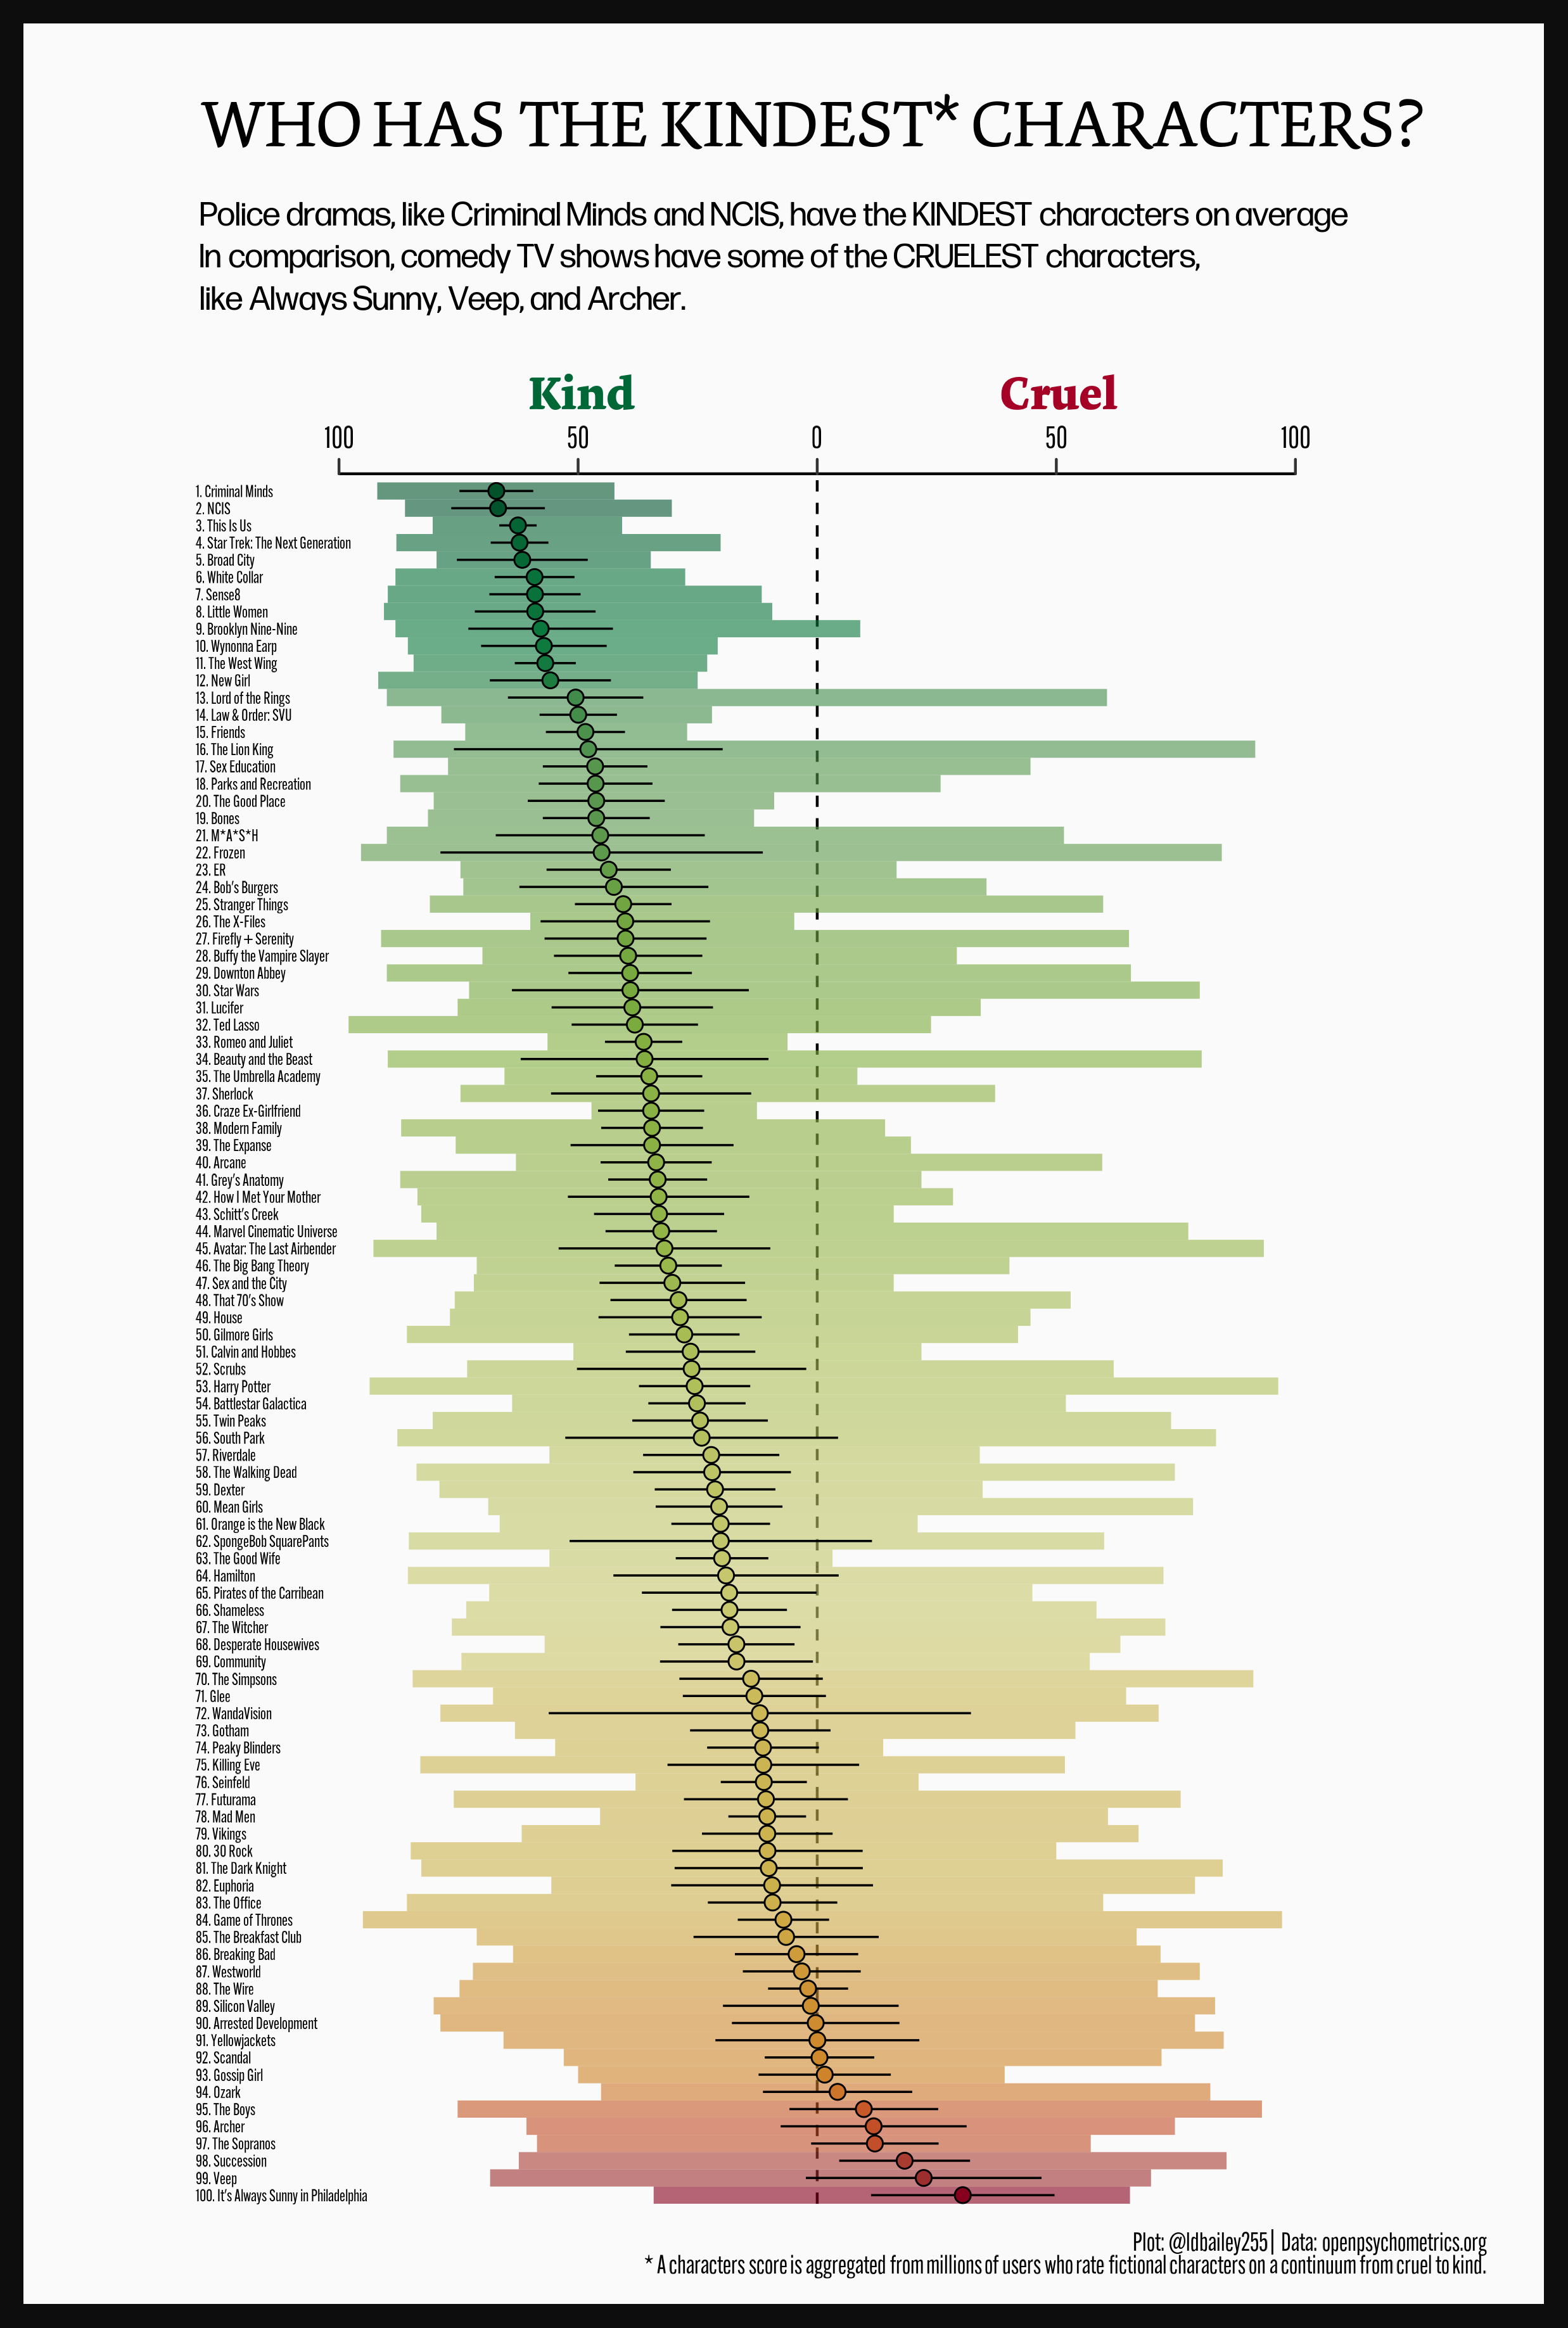 WHO HAS THE KINDEST* CHARACTERS?
Police dramas, like Criminal Minds and NCIS, have the KINDEST characters on average
In comparison, comedy TV shows have some of the CRUELEST characters,
like Always Sunny, Veep, and Archer.
Kind Cruel
100 50 0 50 100
1. Criminal Minds
2. NCIS
3. This Is Us
4. Star Trek: The Next Generation
5. Broad City
6. White Collar
7. Sense8
8. Little Women
9. Brooklyn Nine-Nine
10. Wynonna Earp
11. The West Wing
12. New Girl
13. Lord of the Rings
14. Law & Order: SVU
15. Friends
16. The Lion King
17. Sex Education
18. Parks and Recreation
20. The Good Place
19. Bones
21. M*A*S*H
22. Frozen
23. ER
24. Bob's Burgers
25. Stranger Things
26. The X-Files
27. Firefly + Serenity
28. Buffy the Vampire Slayer
29. Downton Abbey
30. Star Wars
31. Lucifer
32. Ted Lasso
33. Romeo and Juliet
34. Beauty and the Beast
35. The Umbrella Academy
37. Sherlock
36. Craze Ex-Girlfriend
38. Modern Family
39. The Expanse
40. Arcane
41. Grey's Anatomy
42. How I Met Your Mother
43. Schitt's Creek
44. Marvel Cinematic Universe
45. Avatar: The Last Airbender
46. The Big Bang Theory
47. Sex and the City
48. That 70's Show
49. House
50. Gilmore Girls
51. Calvin and Hobbes
52. Scrubs
53. Harry Potter
54. Battlestar Galactica
55. Twin Peaks
56. South Park
57. Riverdale
58. The Walking Dead
59. Dexter
60. Mean Girls
61. Orange is the New Black
62. SpongeBob SquarePants
63. The Good Wife
64. Hamilton
65. Pirates of the Carribean
66. Shameless
67. The Witcher
68. Desperate Housewives
69. Community
70. The Simpsons
71. Glee
72. WandaVision
73. Gotham
74. Peaky Blinders
75. Killing Eve
76. Seinfeld
77. Futurama
78. Mad Men
79. Vikings
80. 30 Rock
81. The Dark Knight
82. Euphoria
83. The Office
84. Game of Thrones
85. The Breakfast Club
86. Breaking Bad
87. Westworld
88. The Wire
89. Silicon Valley
90. Arrested Development
91. Yellowjackets
92. Scandal
93. Gossip Girl
94. Ozark
95. The Boys
96. Archer
97. The Sopranos
98. Succession
99. Veep
100. It's Always Sunny in Philadelphia
Plot: @ldbailey255| Data: openpsychometrics.org
* A characters score is aggregated from millions of users who rate fictional characters on a continuum from cruel to kind.